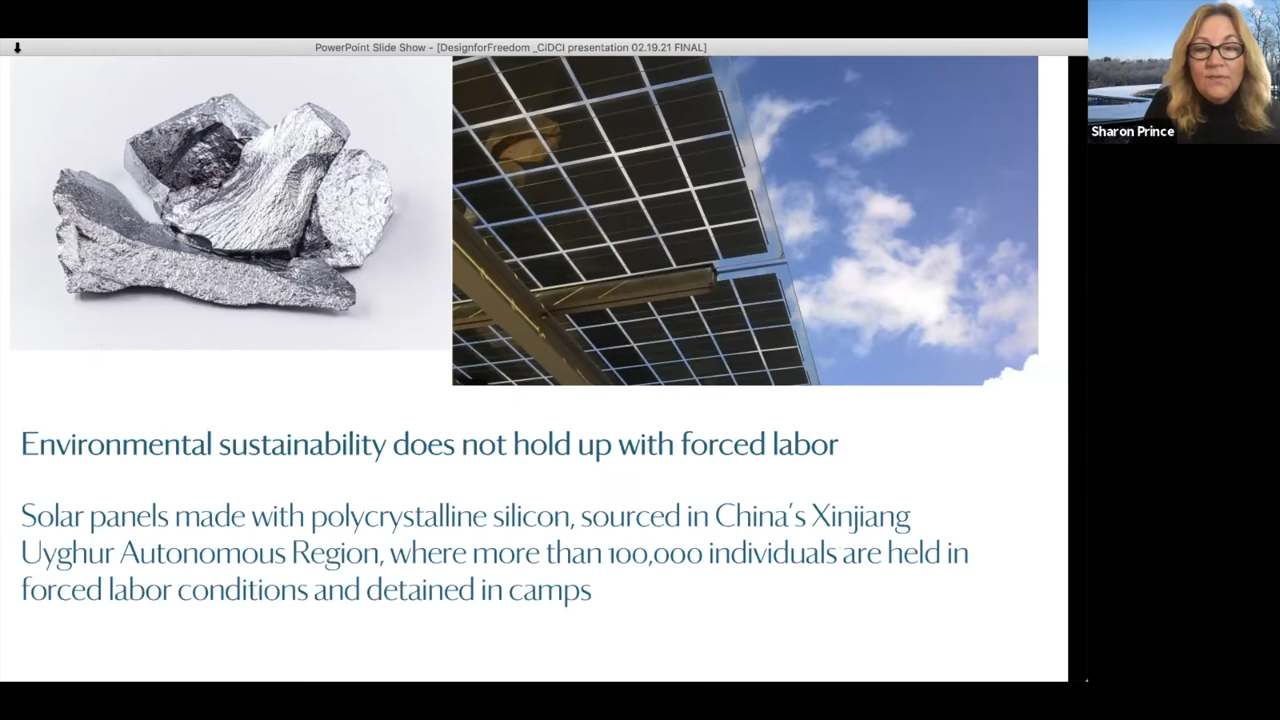 PowerPoint Slide Show - [DesignforFreedom _CiDCI presentation 02.19.21 FINAL]
Sharon Prince
Environmental sustainability does not hold up with forced labor
Solar panels made with polycrystalline silicon, sourced in China's Xinjiang
Uyghur Autonomous Region, where more than 100,000 individuals are held in
forced labor conditions and detained in camps